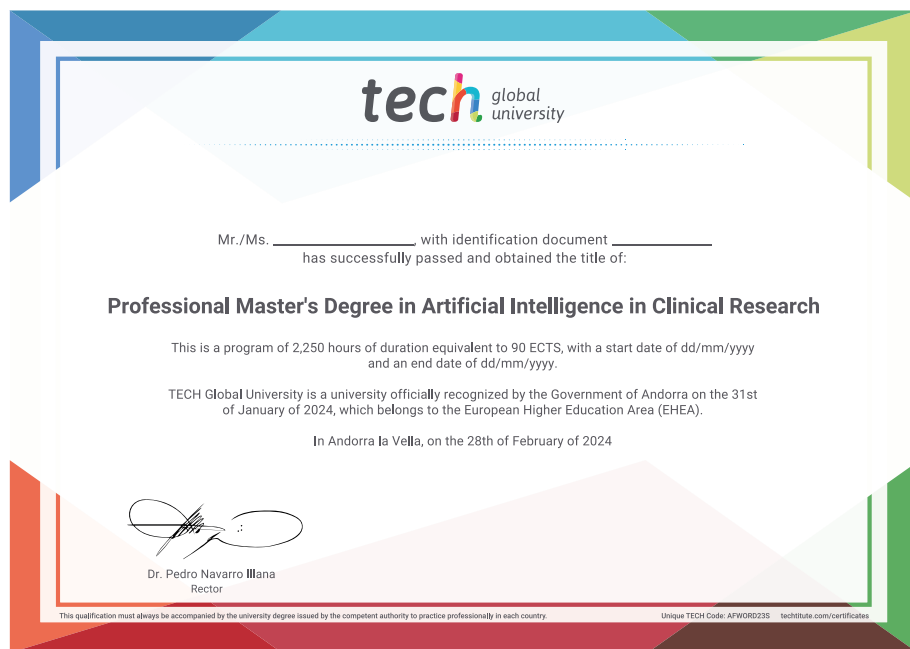 tech global university
Mr./Ms. ____________________, with identification document ______________
has successfully passed and obtained the title of:
Professional Master's Degree in Artificial Intelligence in Clinical Research
This is a program of 2,250 hours of duration equivalent to 90 ECTS, with a start date of dd/mm/yyyy
and an end date of dd/mm/yyyy.
TECH Global University is a university officially recognized by the Government of Andorra on the 31st
of January of 2024, which belongs to the European Higher Education Area (EHEA).
In Andorra la Vella, on the 28th of February of 2024
Dr. Pedro Navarro Illana
Rector
This qualification must always be accompanied by the university degree issued by the competent authority to practice professionally in each country. Unique TECH Code: AFWORD23S techtitute.com/certificates